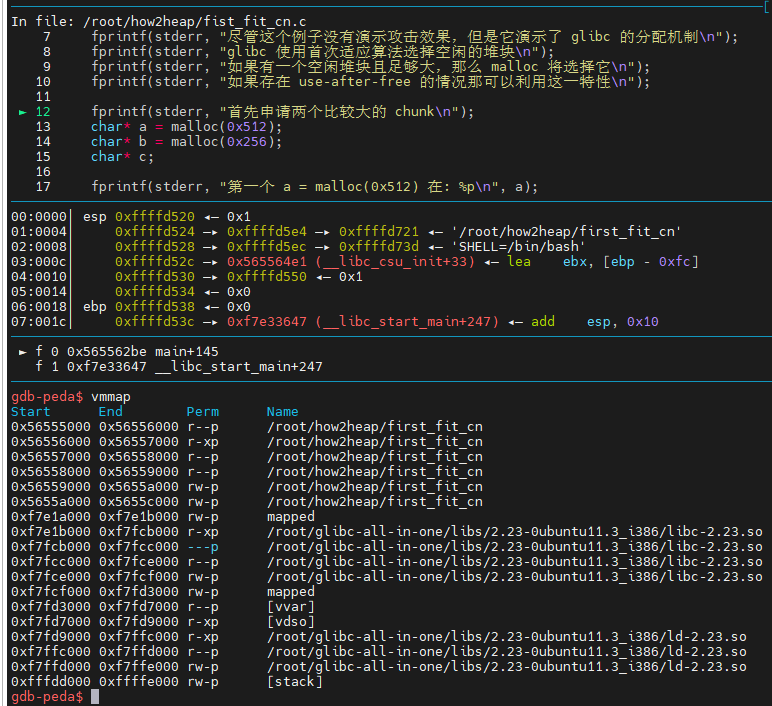 In file: /root/how2heap/fist_fit_cn.c
7     fprintf(stderr, "尽管这个例子没有演示攻击效果，但是它演示了 glibc 的分配机制\n");
8     fprintf(stderr, "glibc 使用首次适应算法选择空闲的堆块\n");
9     fprintf(stderr, "如果有一个空闲堆块且足够大，那么 malloc 将选择它\n");
10     fprintf(stderr, "如果存在 use-after-free 的情况那可以利用这一特性\n");
11
► 12     fprintf(stderr, "首先申请两个比较大的 chunk\n");
13     char* a = malloc(0x512);
14     char* b = malloc(0x256);
15     char* c;
16
17     fprintf(stderr, "第一个 a = malloc(0x512) 在: %p\n", a);
00:0000│ esp 0xffffd520 ◂— 0x1
01:0004│     0xffffd524 —▸ 0xffffd5e4 —▸ 0xffffd721 ◂— '/root/how2heap/first_fit_cn'
02:0008│     0xffffd528 —▸ 0xffffd5ec —▸ 0xffffd73d ◂— 'SHELL=/bin/bash'
03:000c│     0xffffd52c —▸ 0x565564e1 (__libc_csu_init+33) ◂— lea    ebx, [ebp - 0xfc]
04:0010│     0xffffd530 —▸ 0xffffd550 ◂— 0x1
05:0014│     0xffffd534 ◂— 0x0
06:0018│ ebp 0xffffd538 ◂— 0x0
07:001c│     0xffffd53c —▸ 0xf7e33647 (__libc_start_main+247) ◂— add    esp, 0x10
► f 0 0x565562be main+145
f 1 0xf7e33647 __libc_start_main+247
gdb-peda$ vmmap
Start      End        Perm      Name
0x56555000 0x56556000 r--p      /root/how2heap/first_fit_cn
0x56556000 0x56557000 r-xp      /root/how2heap/first_fit_cn
0x56557000 0x56558000 r--p      /root/how2heap/first_fit_cn
0x56558000 0x56559000 r--p      /root/how2heap/first_fit_cn
0x56559000 0x5655a000 rw-p      /root/how2heap/first_fit_cn
0x5655a000 0x5655c000 rw-p      /root/how2heap/first_fit_cn
0xf7e1a000 0xf7e1b000 rw-p      mapped
0xf7e1b000 0xf7fcb000 r-xp      /root/glibc-all-in-one/libs/2.23-0ubuntu11.3_i386/libc-2.23.so
0xf7fcb000 0xf7fcc000 ---p      /root/glibc-all-in-one/libs/2.23-0ubuntu11.3_i386/libc-2.23.so
0xf7fcc000 0xf7fce000 r--p      /root/glibc-all-in-one/libs/2.23-0ubuntu11.3_i386/libc-2.23.so
0xf7fce000 0xf7fcf000 rw-p      /root/glibc-all-in-one/libs/2.23-0ubuntu11.3_i386/libc-2.23.so
0xf7fcf000 0xf7fd3000 rw-p      mapped
0xf7fd3000 0xf7fd7000 r--p      [vvar]
0xf7fd7000 0xf7fd9000 r-xp      [vdso]
0xf7fd9000 0xf7ffc000 r-xp      /root/glibc-all-in-one/libs/2.23-0ubuntu11.3_i386/ld-2.23.so
0xf7ffc000 0xf7ffd000 r--p      /root/glibc-all-in-one/libs/2.23-0ubuntu11.3_i386/ld-2.23.so
0xf7ffd000 0xf7ffe000 rw-p      /root/glibc-all-in-one/libs/2.23-0ubuntu11.3_i386/ld-2.23.so
0xfffdd000 0xffffe000 rw-p      [stack]
gdb-peda$